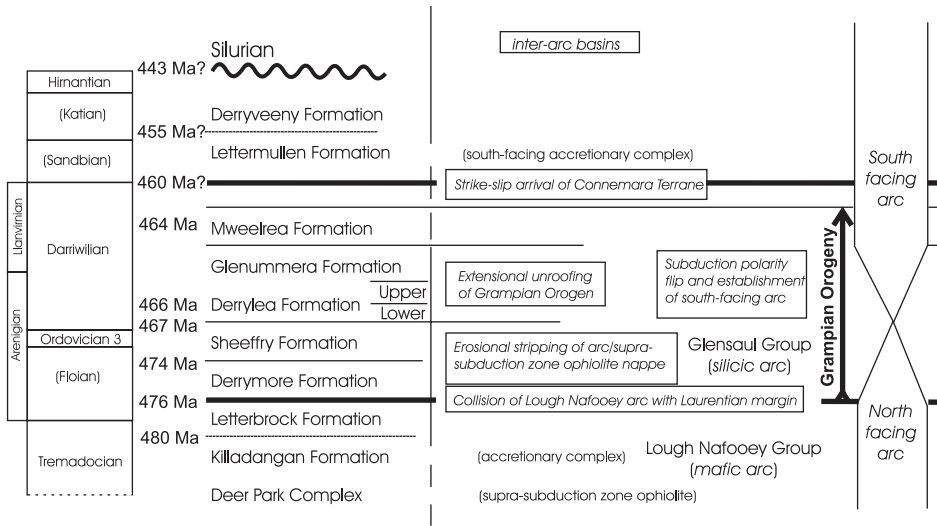 Silurian
inter-arc basins
443 Ma?
Hirnantian
(Katian)
Derryveeny Formation
455 Ma?
(Sandbian)
Lettermullen Formation
(south-facing accretionary complex)
South
facing
arc
460 Ma?
Strike-slip arrival of Connemara Terrane
Llanvirnian
Darriwilian
464 Ma
Mweelrea Formation
Glenummera Formation
Extensional unroofing
of Grampian Orogen
Subduction polarity
flip and establishment
of south-facing arc
Grampian Orogeny
466 Ma
Derrylea Formation
Upper
Lower
467 Ma
Arenigian
Ordovician 3
Sheeffry Formation
Erosional stripping of arc/supra-
subduction zone ophiolite nappe
Glensaul Group
(silicic arc)
474 Ma
(Floian)
Derrymore Formation
476 Ma
Collision of Lough Nafooey arc with Laurentian margin
Letterbrock Formation
North
facing
arc
480 Ma
Tremadocian
Killadangan Formation
(accretionary complex)
Lough Nafooey Group
(mafic arc)
Deer Park Complex
(supra-subduction zone ophiolite)